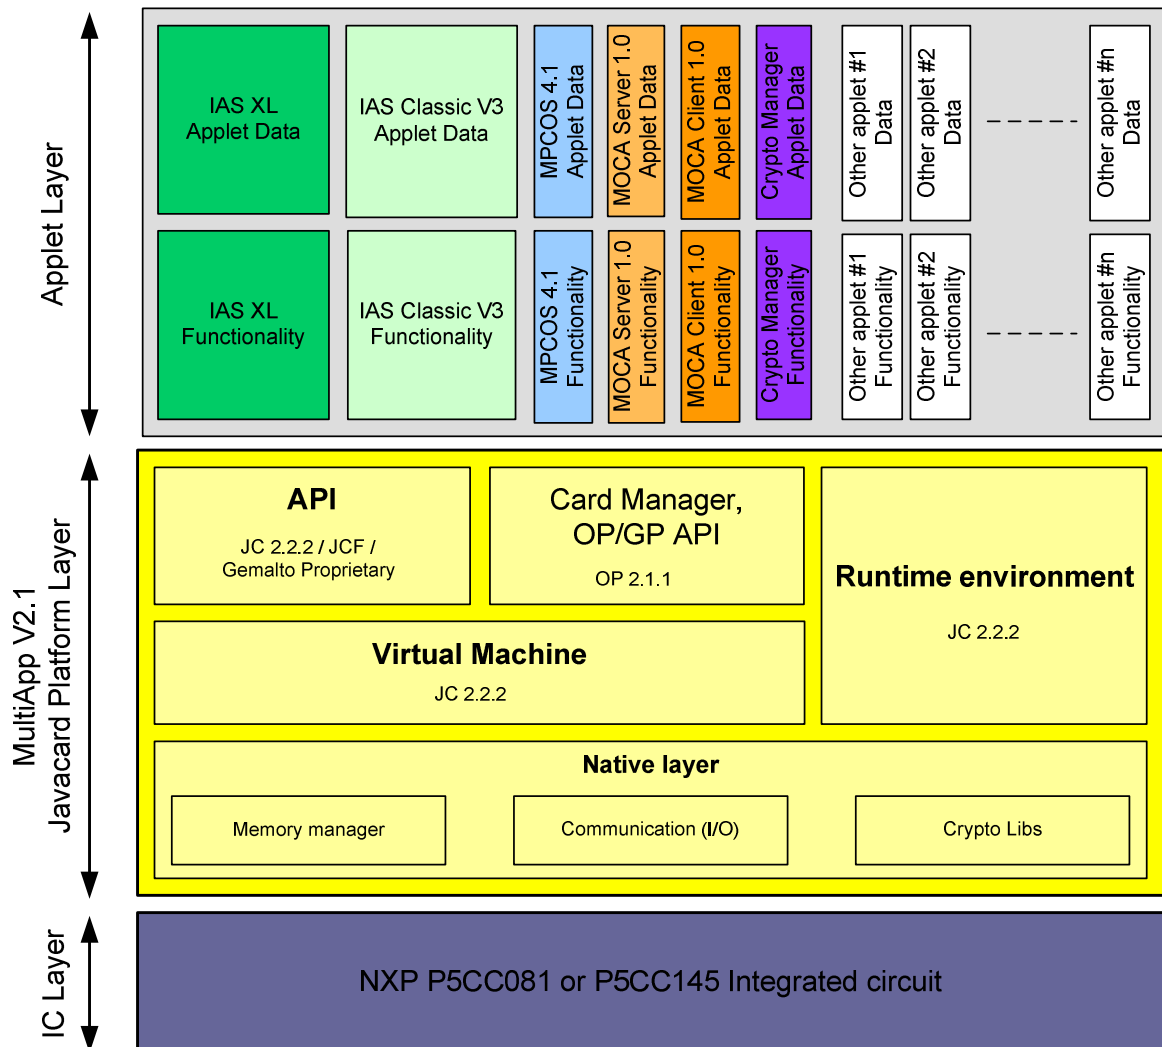 Applet Layer
IAS XL
Applet Data
IAS Classic V3
Applet Data
MPCOS 4.1
Applet Data
MOCA Server 1.0
Applet Data
MOCA Client 1.0
Applet Data
Crypto Manager
Applet Data
Other applet #1
Data
Other applet #2
Data
Other applet #n
Data
IAS XL
Functionality
IAS Classic V3
Functionality
MPCOS 4.1
Functionality
MOCA Server 1.0
Functionality
MOCA Client 1.0
Functionality
Crypto Manager
Functionality
Other applet #1
Functionality
Other applet #2
Functionality
Other applet #n
Functionality
MultiApp V2.1
Javacard Platform Layer
API
JC 2.2.2 / JCF /
Gemalto Proprietary
Card Manager,
OP/GP API
OP 2.1.1
Runtime environment
JC 2.2.2
Virtual Machine
JC 2.2.2
Native layer
Memory manager
Communication (I/O)
Crypto Libs
IC Layer
NXP P5CC081 or P5CC145 Integrated circuit